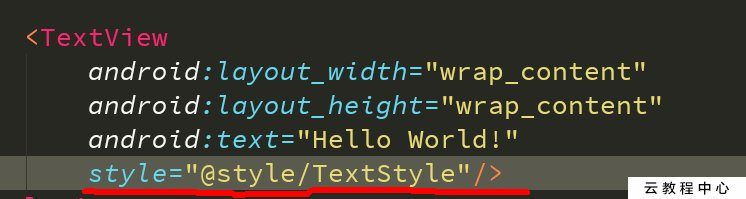 <TextView
android:layout_width="wrap_content"
android:layout_height="wrap_content"
android:text="Hello World!"
style="@style/TextStyle"/>
云教程中心